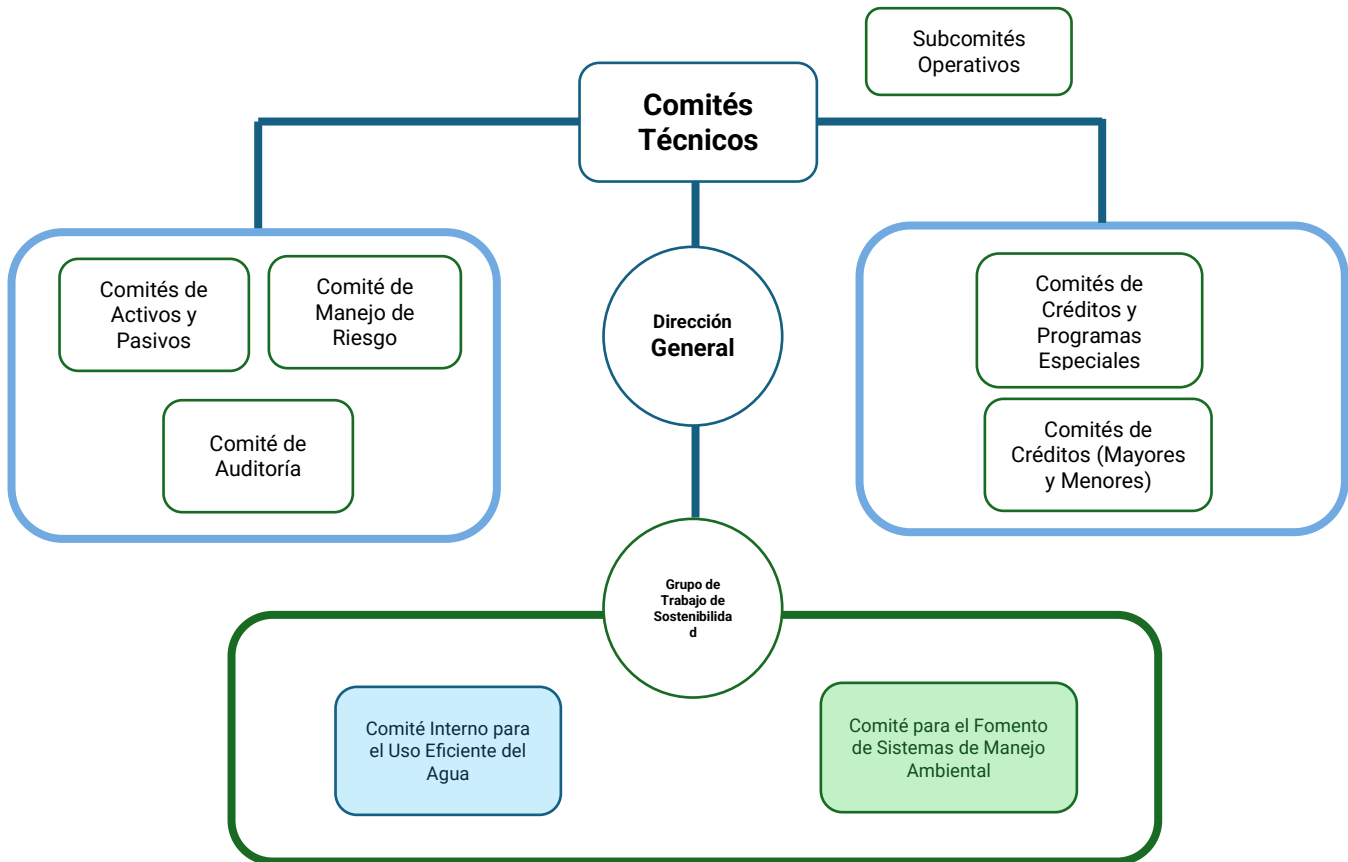 Subcomités
Operativos
Comités
Técnicos
Comités de
Activos y
Pasivos
Comité de
Manejo de
Riesgo
Comité de
Auditoría
Dirección
General
Comités de
Créditos y
Programas
Especiales
Comités de
Créditos (Mayores
y Menores)
Grupo de
Trabajo de
Sostenibilida
d
Comité Interno para
el Uso Eficiente del
Agua
Comité para el Fomento
de Sistemas de Manejo
Ambiental